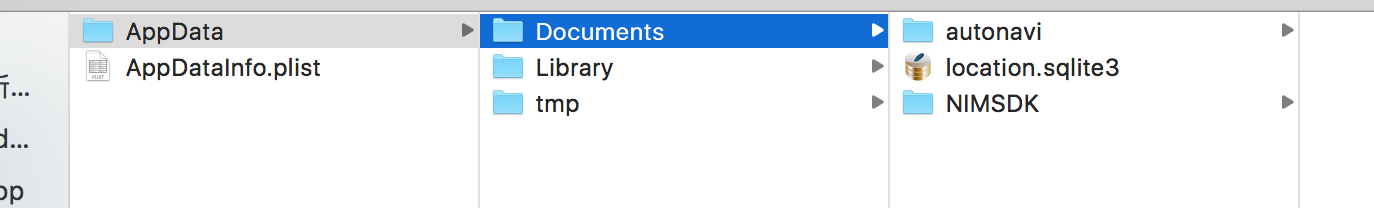 AppData
AppDataInfo.plist
PLIST
Documents
Library
tmp
autonavi
location.sqlite3
NIMSDK